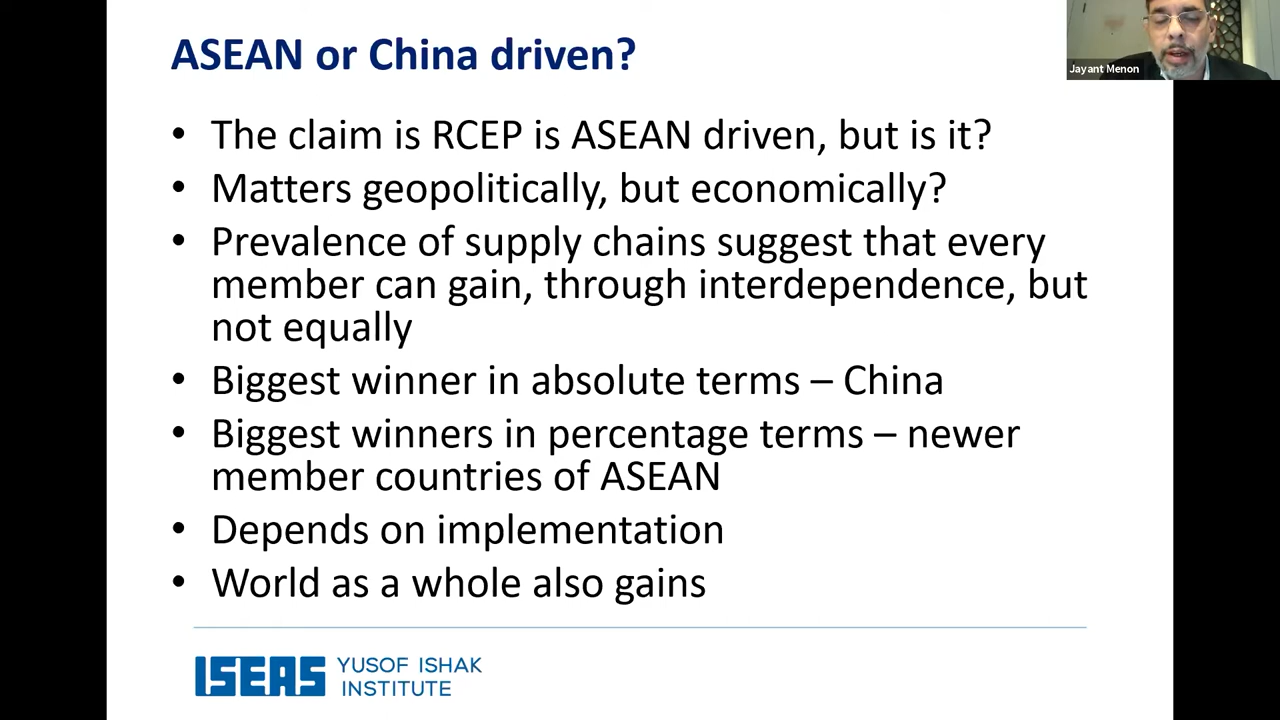 ASEAN or China driven?
Jayant Menon
• The claim is RCEP is ASEAN driven, but is it?
• Matters geopolitically, but economically?
• Prevalence of supply chains suggest that every
member can gain, through interdependence, but
not equally
• Biggest winner in absolute terms – China
• Biggest winners in percentage terms – newer
member countries of ASEAN
• Depends on implementation
• World as a whole also gains
ISEAS YUSOF ISHAK
INSTITUTE